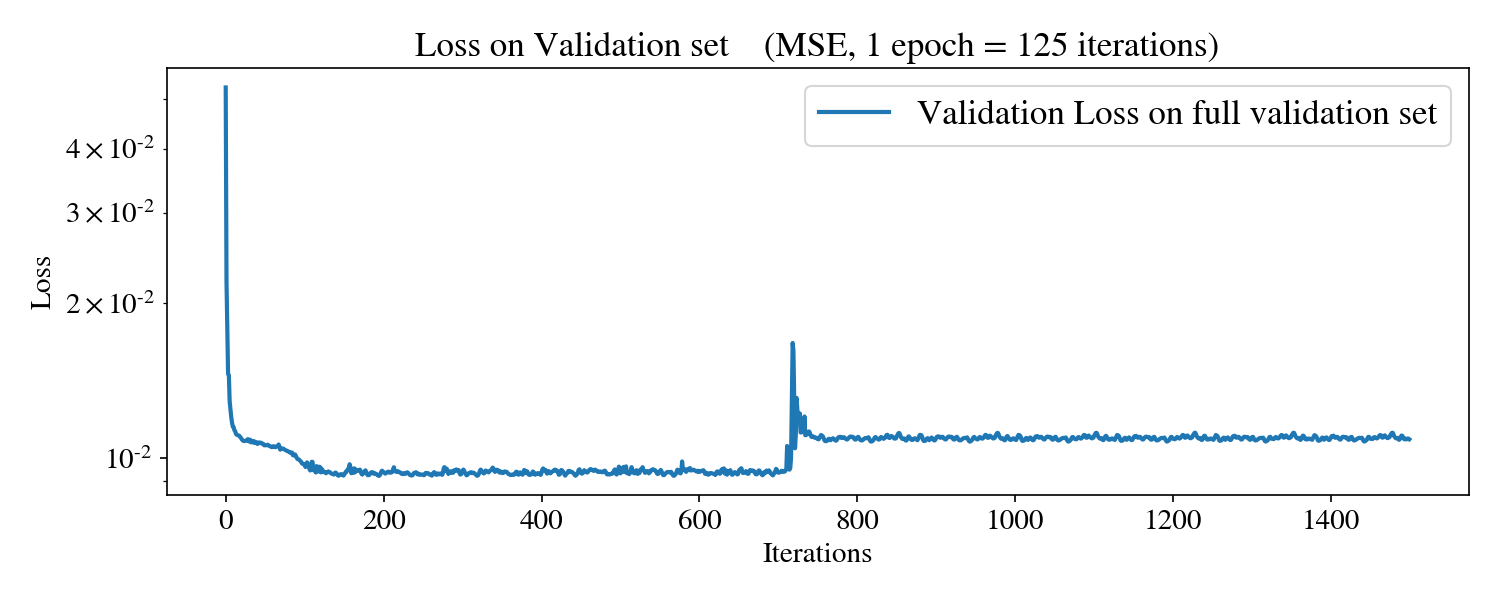 Loss on Validation set (MSE, 1 epoch = 125 iterations)
Validation Loss on full validation set
4 × 10⁻²
3 × 10⁻²
2 × 10⁻²
10⁻²
Loss
0 200 400 600 800 1000 1200 1400
Iterations